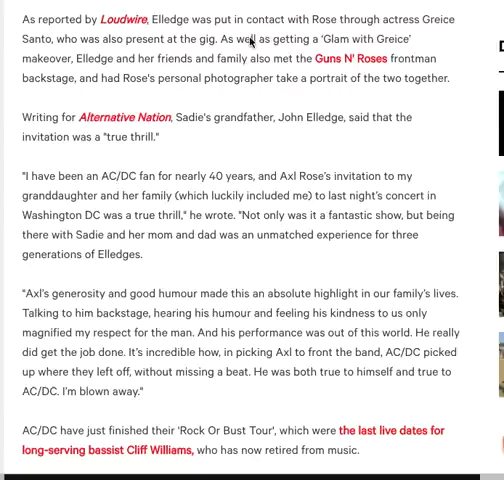 As reported by Loudwire, Elledge was put in contact with Rose through actress Greice
Santo, who was also present at the gig. As well as getting a ‘Glam with Greice’
makeover, Elledge and her friends and family also met the Guns N' Roses frontman
backstage, and had Rose's personal photographer take a portrait of the two together.
Writing for Alternative Nation, Sadie's grandfather, John Elledge, said that the
invitation was a "true thrill."
"I have been an AC/DC fan for nearly 40 years, and Axl Rose’s invitation to my
granddaughter and her family (which luckily included me) to last night’s concert in
Washington DC was a true thrill," he wrote. "Not only was it a fantastic show, but being
there with Sadie and her mom and dad was an unmatched experience for three
generations of Elledges.
"Axl’s generosity and good humour made this an absolute highlight in our family’s lives.
Talking to him backstage, hearing his humour and feeling his kindness to us only
magnified my respect for the man. And his performance was out of this world. He really
did get the job done. It’s incredible how, in picking Axl to front the band, AC/DC picked
up where they left off, without missing a beat. He was both true to himself and true to
AC/DC. I’m blown away."
AC/DC have just finished their 'Rock Or Bust Tour', which were the last live dates for
long-serving bassist Cliff Williams, who has now retired from music.